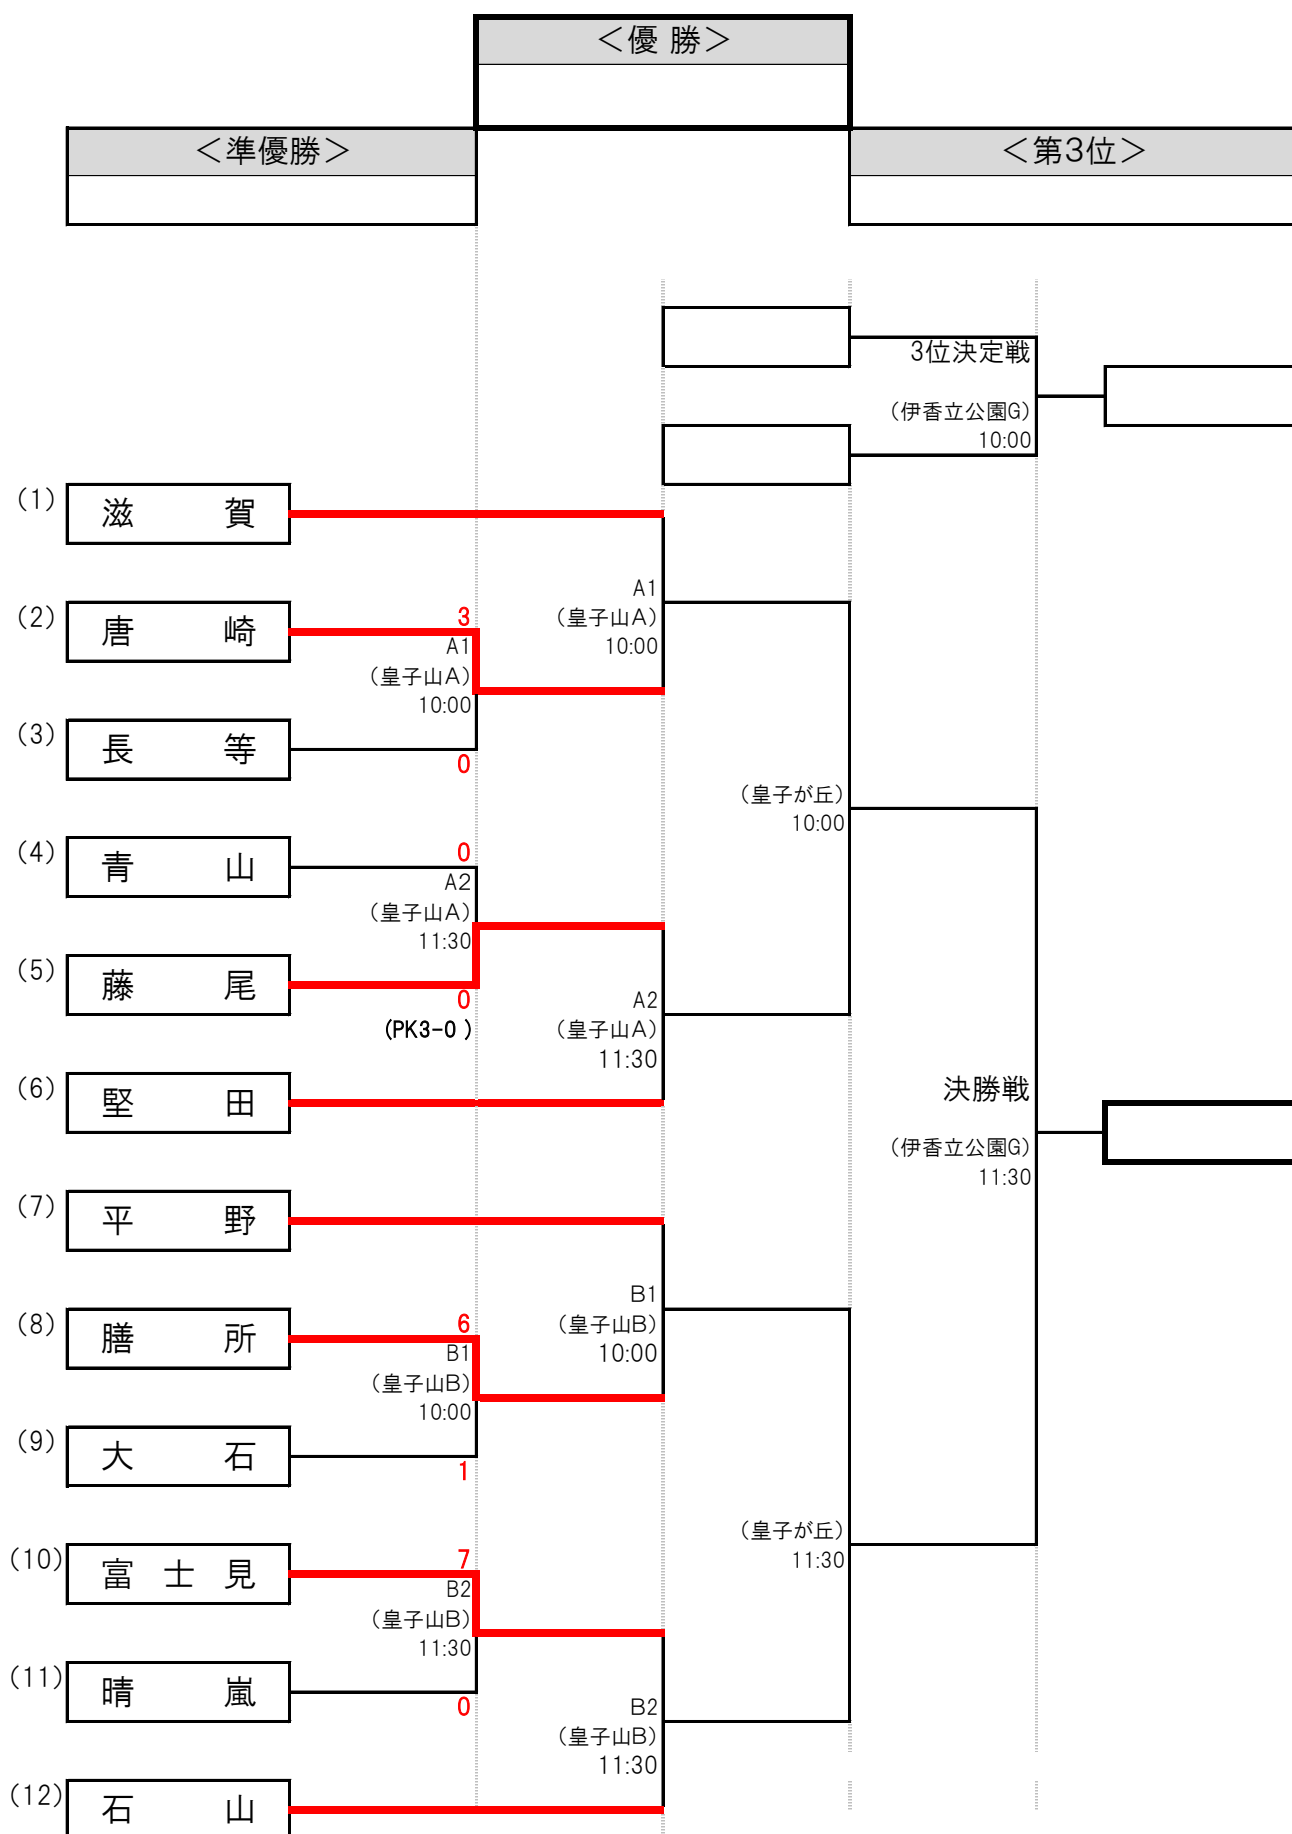 ＜優 勝＞
＜準優勝＞
＜第3位＞
3位決定戦
（伊香立公園G）
10:00
(1)
滋 賀
A1
（皇子山A）
10:00
(2)
唐 崎
3
A1
（皇子山A）
10:00
(3)
長 等
0
（皇子が丘）
10:00
(4)
青 山
0
A2
（皇子山A）
11:30
(5)
藤 尾
0
(PK3-0 )
A2
（皇子山A）
11:30
(6)
堅 田
決勝戦
（伊香立公園G）
11:30
(7)
平 野
B1
（皇子山B）
10:00
(8)
膳 所
6
B1
（皇子山B）
10:00
(9)
大 石
1
（皇子が丘）
11:30
(10)
富 士 見
7
B2
（皇子山B）
11:30
(11)
晴 嵐
0
B2
（皇子山B）
11:30
(12)
石 山